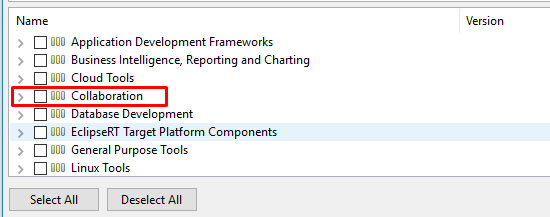 Name Version
Application Development Frameworks
Business Intelligence, Reporting and Charting
Cloud Tools
Collaboration
Database Development
EclipseRT Target Platform Components
General Purpose Tools
Linux Tools
Select All Deselect All